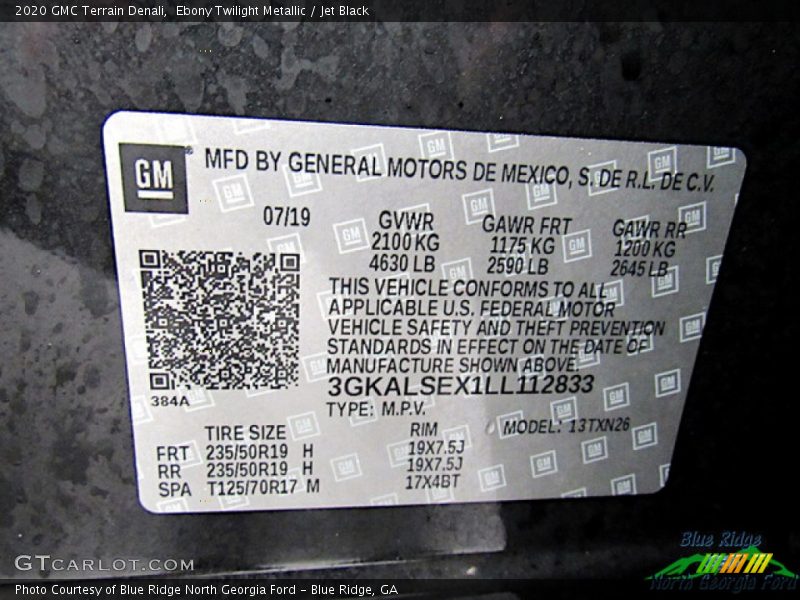 2020 GMC Terrain Denali, Ebony Twilight Metallic / Jet Black
GM ® MFD BY GENERAL MOTORS DE MEXICO, S. DE R.L. DE C.V.
07/19 GVWR GAWR FRT GAWR RR
2100 KG 1175 KG 1200 KG
4630 LB 2590 LB 2645 LB
THIS VEHICLE CONFORMS TO ALL
APPLICABLE U.S. FEDERAL MOTOR
VEHICLE SAFETY AND THEFT PREVENTION
STANDARDS IN EFFECT ON THE DATE OF
MANUFACTURE SHOWN ABOVE.
384A 3GKALSEX1LL112833
TYPE: M.P.V. MODEL: 13TXN26
TIRE SIZE RIM
FRT 235/50R19 H 19X7.5J
RR 235/50R19 H 19X7.5J
SPA T125/70R17 M 17X4BT
Blue Ridge
North Georgia Ford
GTCARLOT.COM
Photo Courtesy of Blue Ridge North Georgia Ford – Blue Ridge, GA